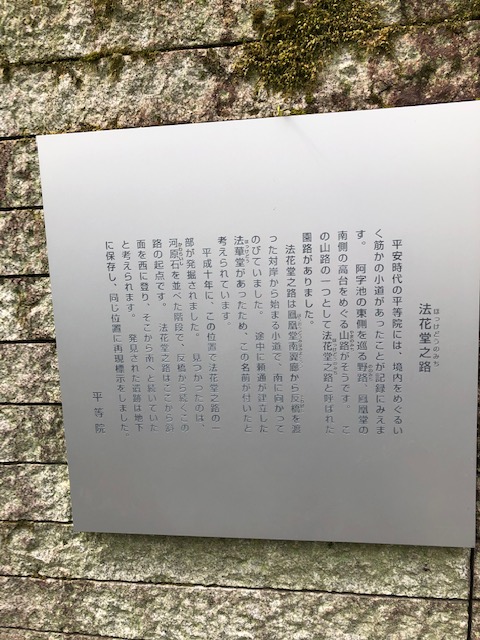 法花堂之路
ほっけどうのみち
平安時代の平等院には、境内をめぐるい
く筋かの小道があったことが記録にみえま
す。　阿字池の東側を巡る野路、鳳凰堂の
南側の高台をめぐる山路がそうです。　こ
の山路の一つとして法花堂之路と呼ばれた
園路がありました。
法花堂之路は鳳凰堂南翼廊から反橋を渡
った対岸から始まる小道で、南に向かって
のびていました。　途中に頼通が建立した
法華堂があったため、この名前が付いたと
考えられています。
平成十年に、この位置で法花堂之路の一
部が発掘されました。　見つかったのは、
河原石を並べた階段で、反橋から続くこの
路の起点です。　法花堂之路はここから斜
面を西に登り、そこから南へと続いていた
と考えられます。　発見された遺跡は地下
に保存し、同じ位置に再現標示をしました。
平等院